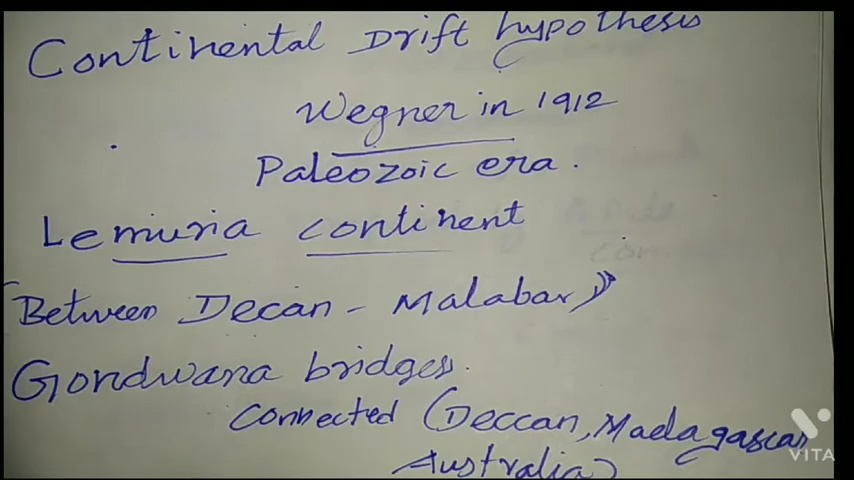 Continental Drift hypothesis
Wegner in 1912
Paleozoic era.
Lemuria continent
Between Decan - Malabar
Gondwana bridges.
Connected (Deccan, Madagascar
Australia)
VITA